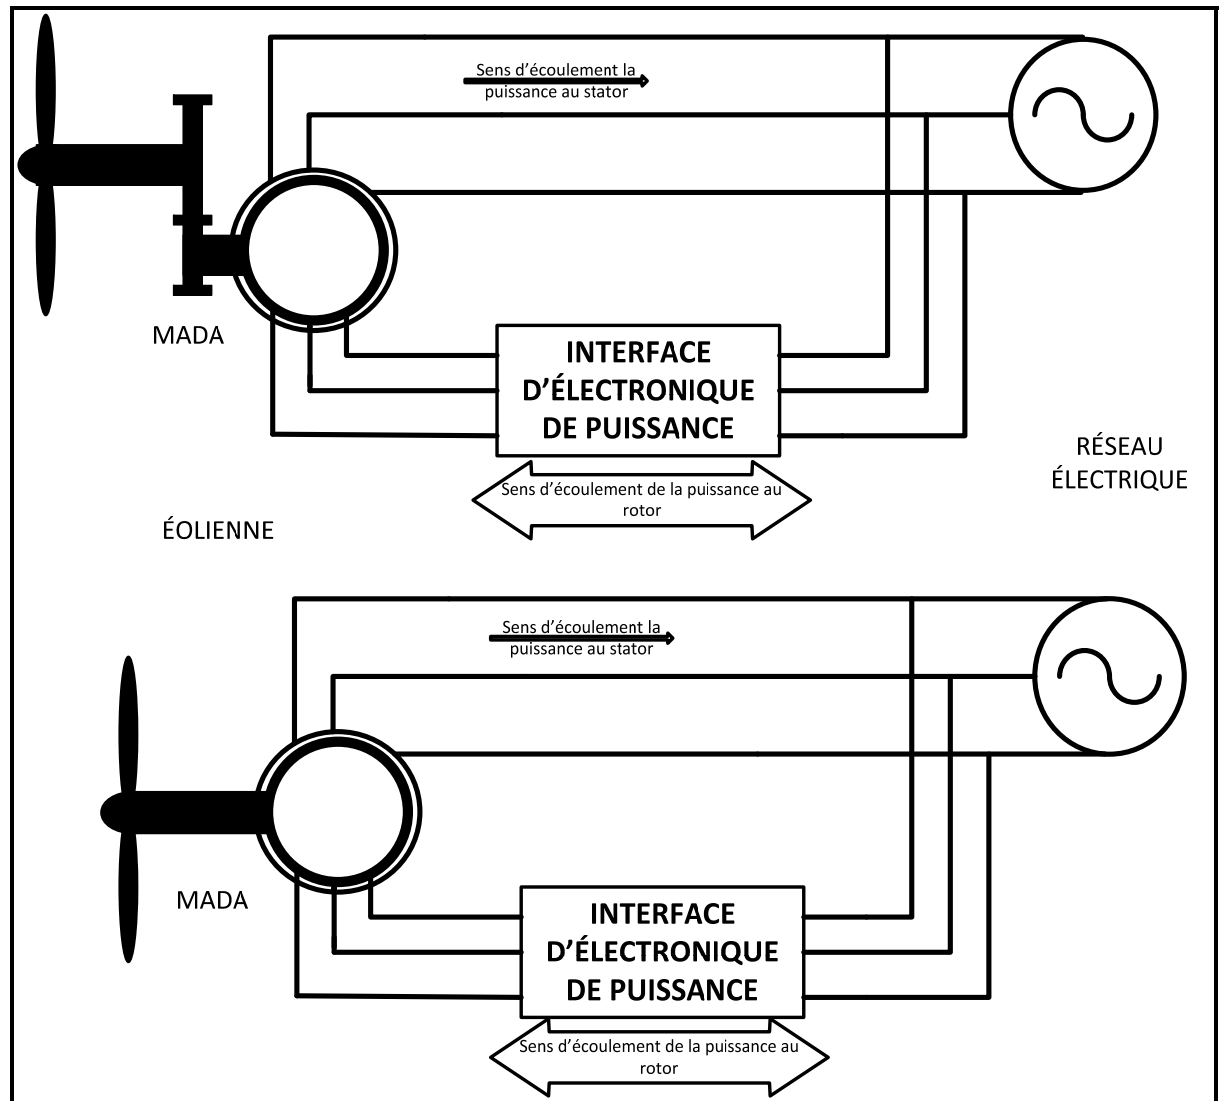 Sens d'écoulement la
puissance au stator
MADA
INTERFACE
D'ÉLECTRONIQUE
DE PUISSANCE
RÉSEAU
ÉLECTRIQUE
Sens d'écoulement de la puissance au
rotor
ÉOLIENNE
Sens d'écoulement la
puissance au stator
MADA
INTERFACE
D'ÉLECTRONIQUE
DE PUISSANCE
Sens d'écoulement de la puissance au
rotor